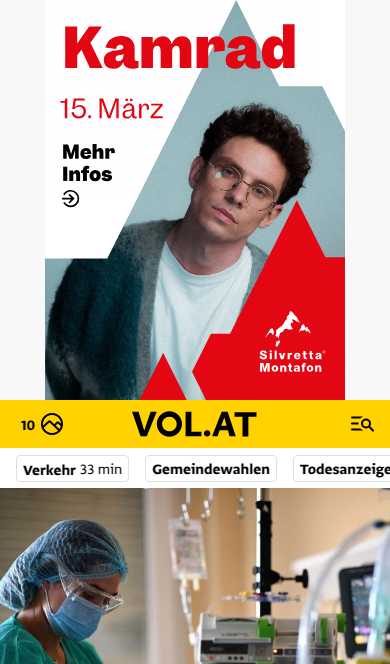 Kamrad
15. März
Mehr
Infos
Silvretta
Montafon
10
VOL.AT
Verkehr 33 min
Gemeindewahlen
Todesanzeige